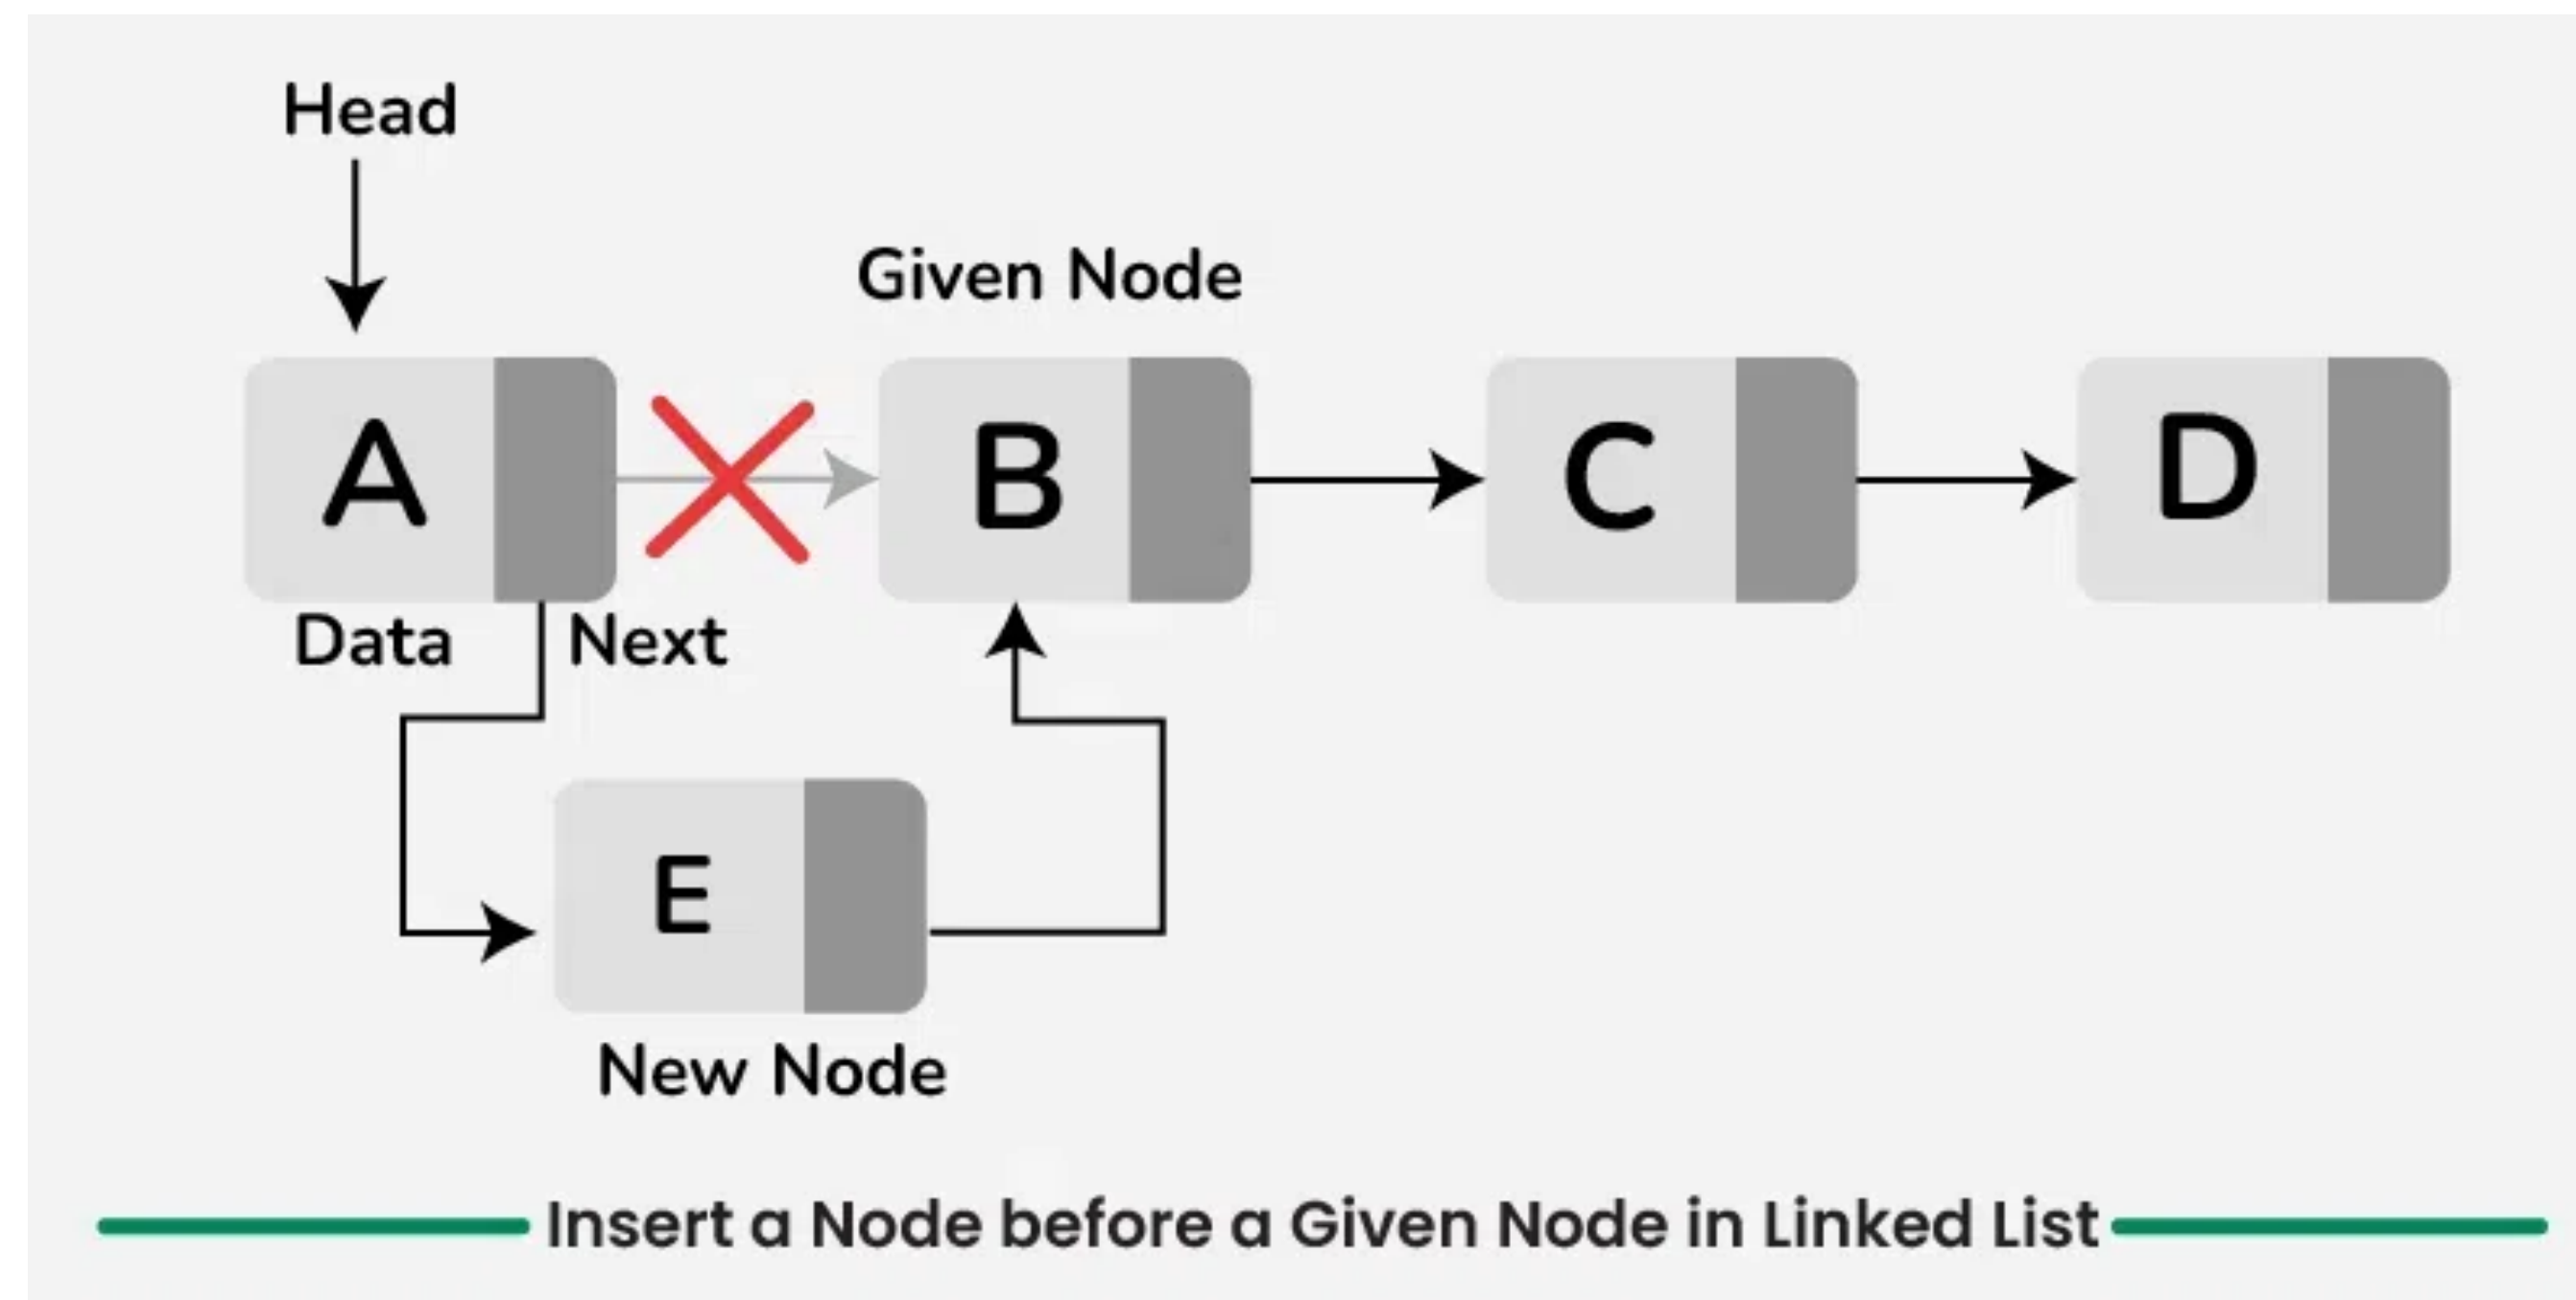 Head
Given Node
A
B
C
D
Data
Next
E
New Node
Insert a Node before a Given Node in Linked List